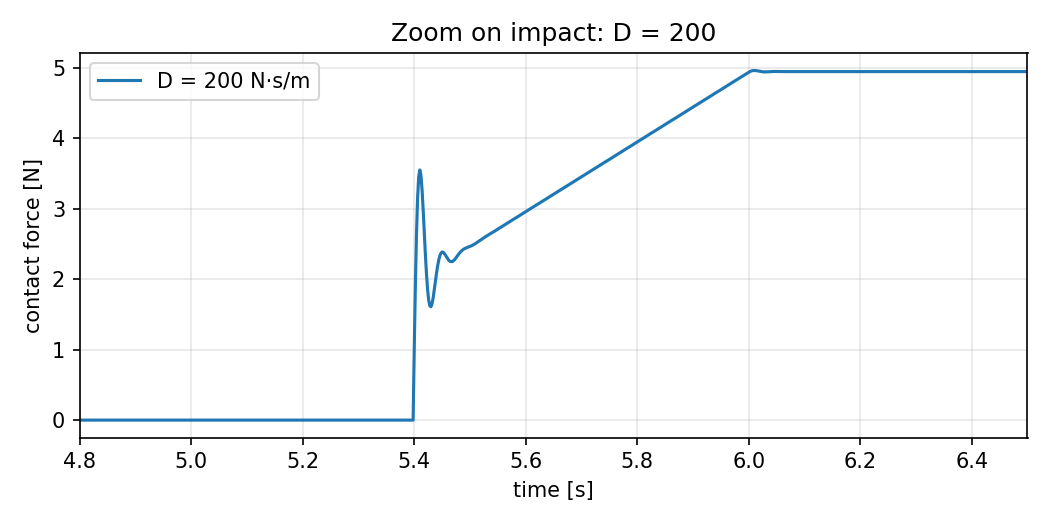 Zoom on impact: D = 200
D = 200 N·s/m
contact force [N]
5
4
3
2
1
0
4.8 5.0 5.2 5.4 5.6 5.8 6.0 6.2 6.4
time [s]